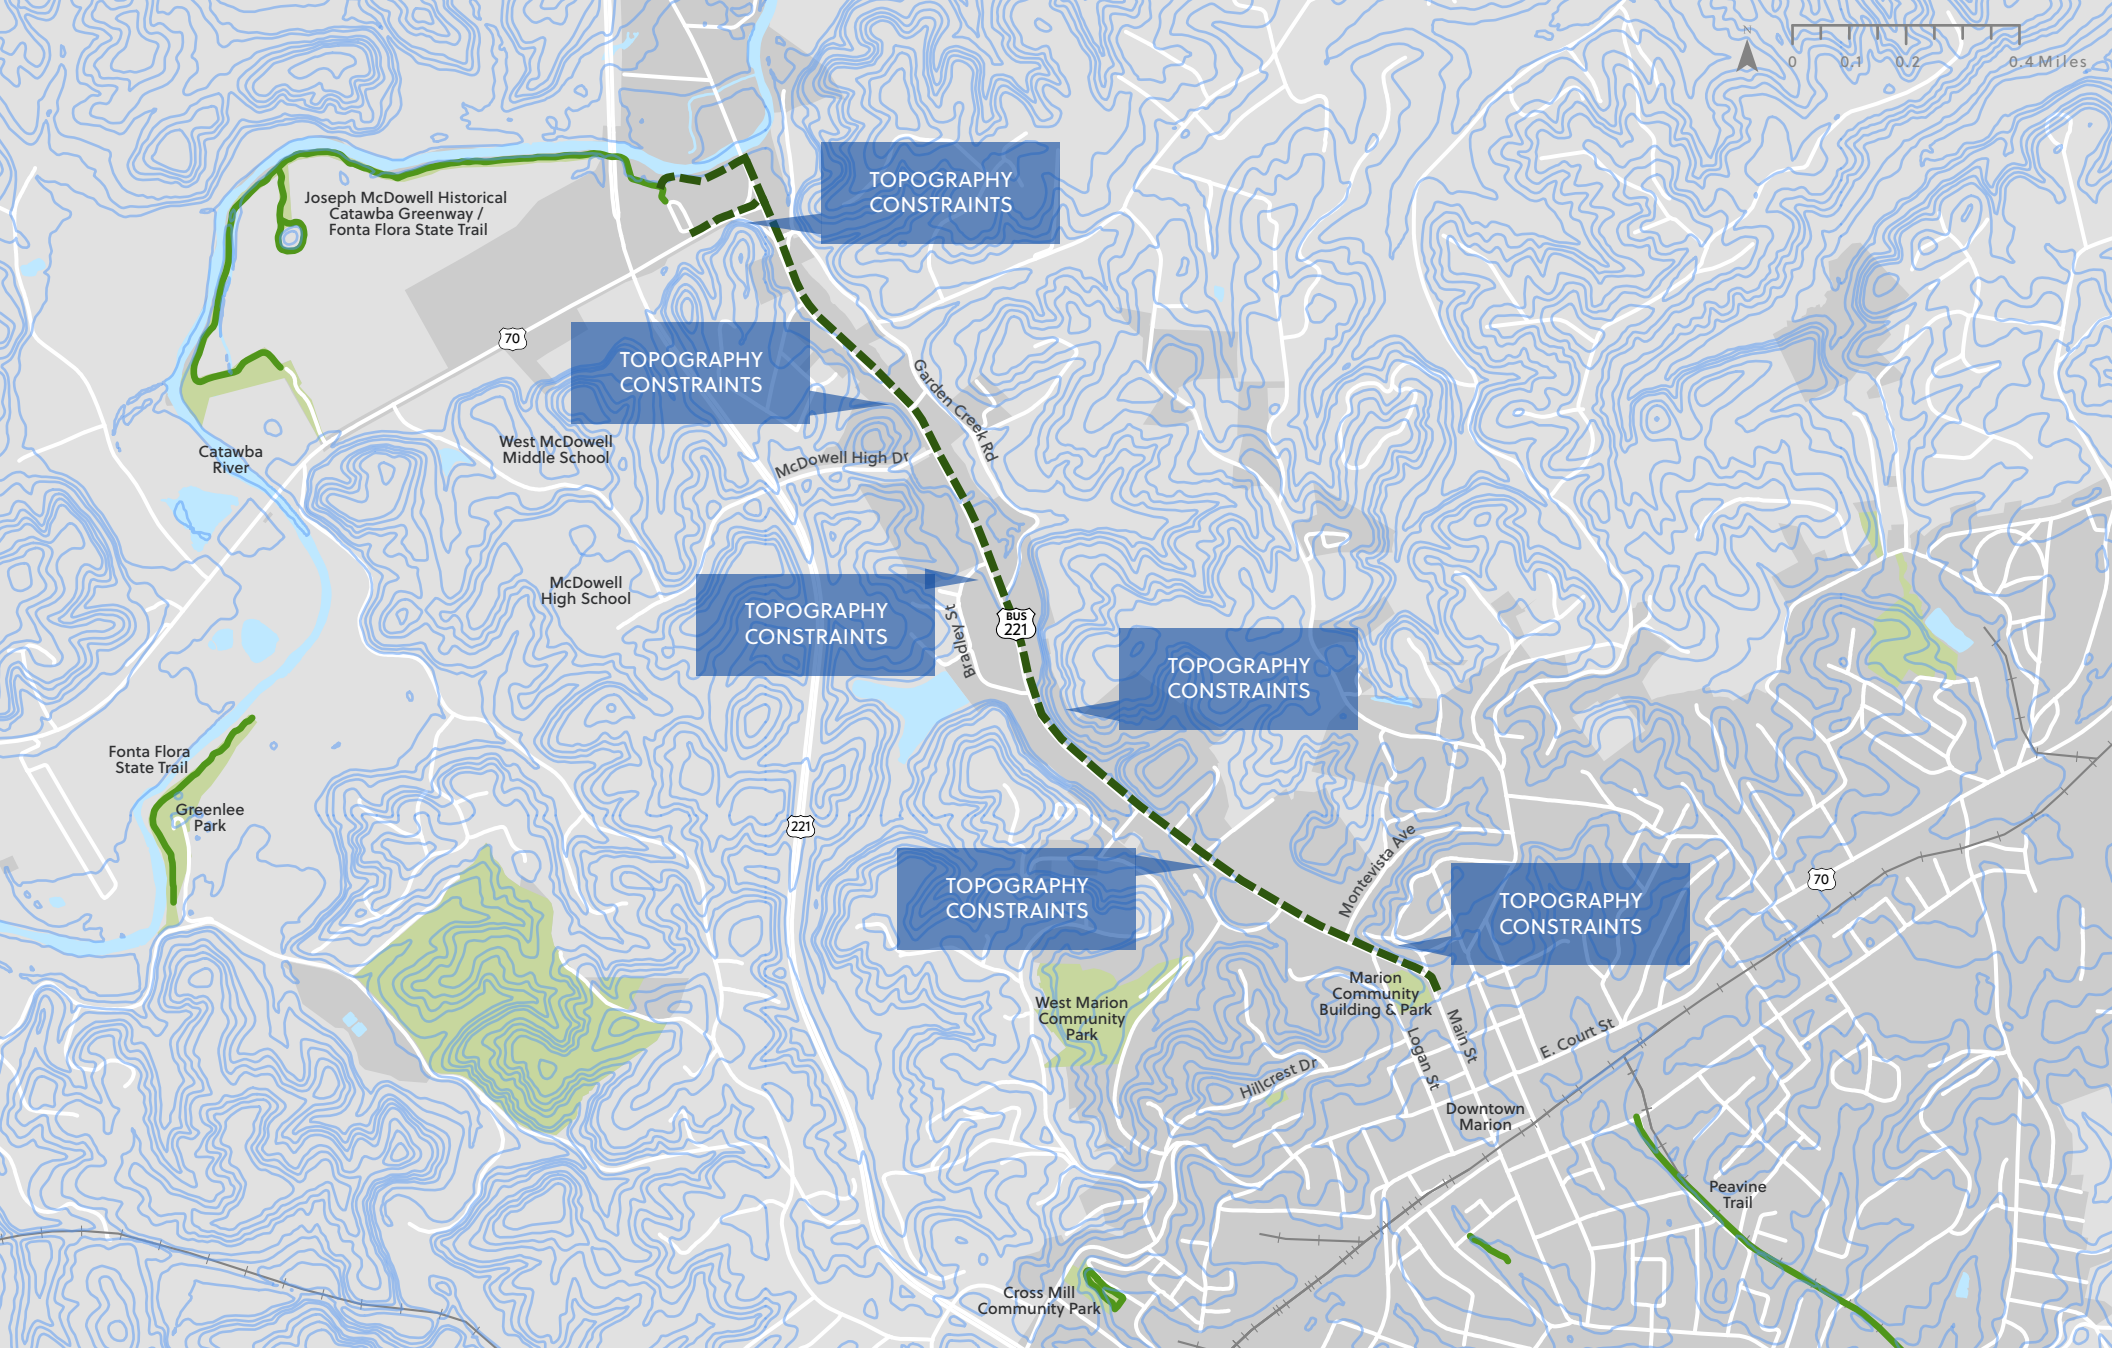 N
0
0.1
0.2
0.4 Miles
TOPOGRAPHY
CONSTRAINTS
Joseph McDowell Historical
Catawba Greenway /
Fonta Flora State Trail
70
TOPOGRAPHY
CONSTRAINTS
Garden Creek Rd
Catawba
River
West McDowell
Middle School
McDowell High Dr
McDowell
High School
TOPOGRAPHY
CONSTRAINTS
Bradley St
BUS
221
TOPOGRAPHY
CONSTRAINTS
Fonta Flora
State Trail
Greenlee
Park
221
Montevista Ave
TOPOGRAPHY
CONSTRAINTS
TOPOGRAPHY
CONSTRAINTS
70
West Marion
Community
Park
Marion
Community
Building & Park
Main St
Logan St
E. Court St
Hillcrest Dr
Downtown
Marion
Peavine
Trail
Cross Mill
Community Park